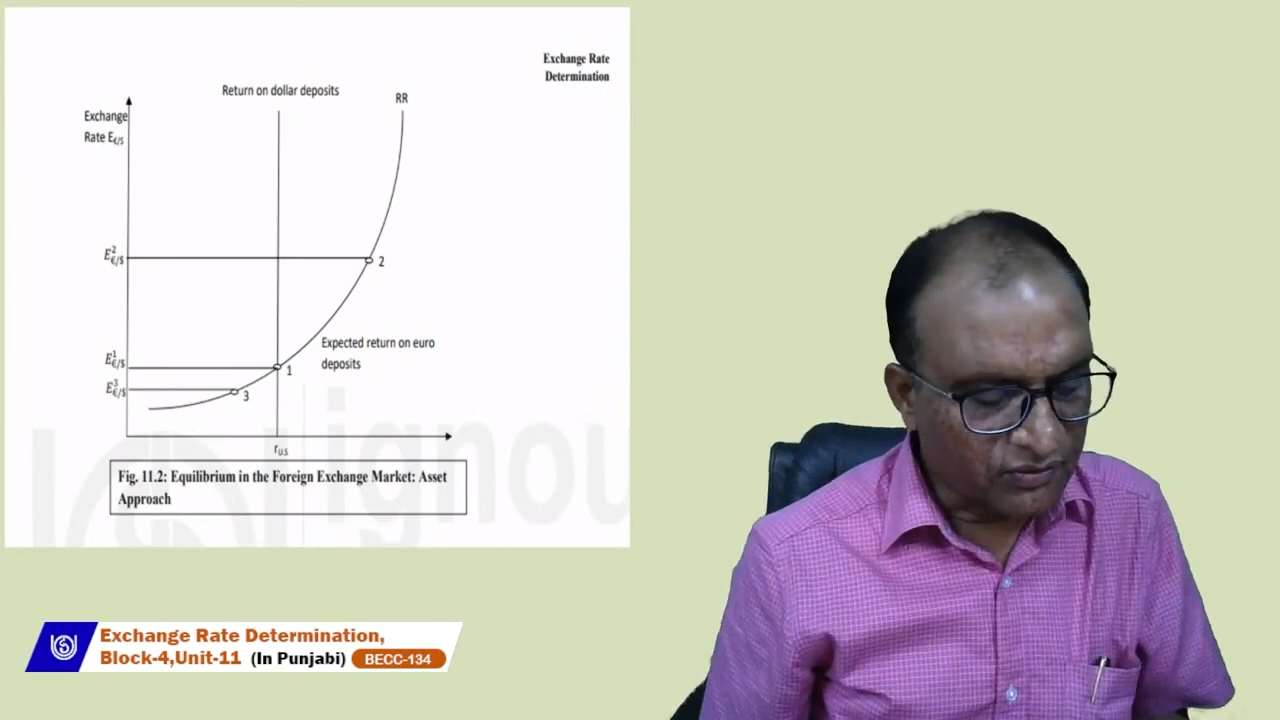 Exchange Rate
Determination
Return on dollar deposits
RR
Exchange
Rate E€/$
E²€/$
2
Expected return on euro
deposits
E¹€/$
1
E³€/$
3
rU.S
Fig. 11.2: Equilibrium in the Foreign Exchange Market: Asset
Approach
ignou
Exchange Rate Determination,
Block-4,Unit-11 (In Punjabi) BECC-134